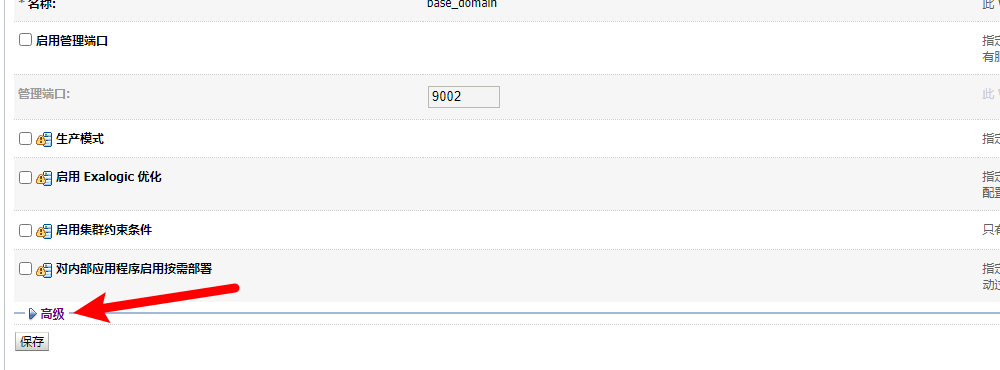 * 名称: base_domain 此
启用管理端口 指定
管理端口: 9002 此
生产模式 指定
启用 Exalogic 优化 指定
配置
启用集群约束条件 只有
对内部应用程序启用按需部署 指定
高级
保存